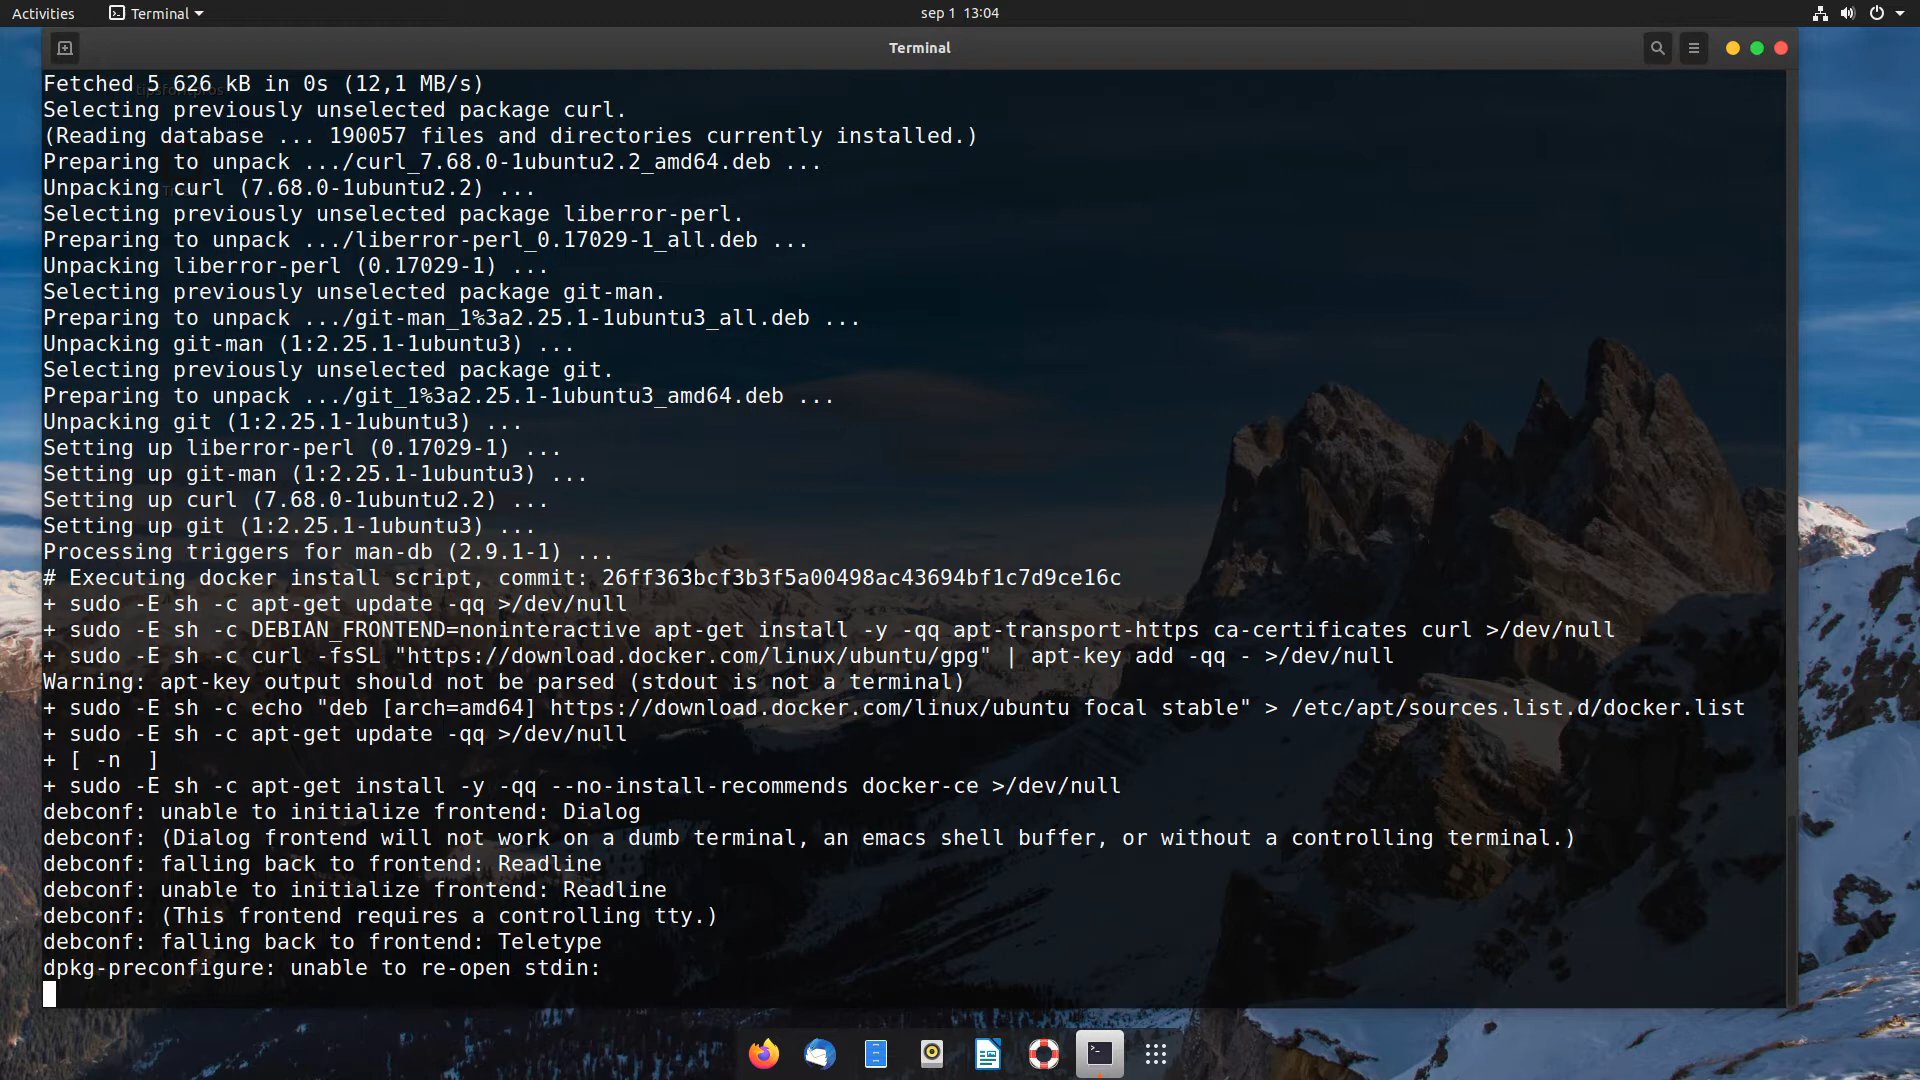 Activities Terminal sep 1 13:04
Terminal
Fetched 5 626 kB in 0s (12,1 MB/s)
Selecting previously unselected package curl.
(Reading database ... 190057 files and directories currently installed.)
Preparing to unpack .../curl_7.68.0-1ubuntu2.2_amd64.deb ...
Unpacking curl (7.68.0-1ubuntu2.2) ...
Selecting previously unselected package liberror-perl.
Preparing to unpack .../liberror-perl_0.17029-1_all.deb ...
Unpacking liberror-perl (0.17029-1) ...
Selecting previously unselected package git-man.
Preparing to unpack .../git-man_1%3a2.25.1-1ubuntu3_all.deb ...
Unpacking git-man (1:2.25.1-1ubuntu3) ...
Selecting previously unselected package git.
Preparing to unpack .../git_1%3a2.25.1-1ubuntu3_amd64.deb ...
Unpacking git (1:2.25.1-1ubuntu3) ...
Setting up liberror-perl (0.17029-1) ...
Setting up git-man (1:2.25.1-1ubuntu3) ...
Setting up curl (7.68.0-1ubuntu2.2) ...
Setting up git (1:2.25.1-1ubuntu3) ...
Processing triggers for man-db (2.9.1-1) ...
# Executing docker install script, commit: 26ff363bcf3b3f5a00498ac43694bf1c7d9ce16c
+ sudo -E sh -c apt-get update -qq >/dev/null
+ sudo -E sh -c DEBIAN_FRONTEND=noninteractive apt-get install -y -qq apt-transport-https ca-certificates curl >/dev/null
+ sudo -E sh -c curl -fsSL "https://download.docker.com/linux/ubuntu/gpg" | apt-key add -qq - >/dev/null
Warning: apt-key output should not be parsed (stdout is not a terminal)
+ sudo -E sh -c echo "deb [arch=amd64] https://download.docker.com/linux/ubuntu focal stable" > /etc/apt/sources.list.d/docker.list
+ sudo -E sh -c apt-get update -qq >/dev/null
+ [ -n  ]
+ sudo -E sh -c apt-get install -y -qq --no-install-recommends docker-ce >/dev/null
debconf: unable to initialize frontend: Dialog
debconf: (Dialog frontend will not work on a dumb terminal, an emacs shell buffer, or without a controlling terminal.)
debconf: falling back to frontend: Readline
debconf: unable to initialize frontend: Readline
debconf: (This frontend requires a controlling tty.)
debconf: falling back to frontend: Teletype
dpkg-preconfigure: unable to re-open stdin: